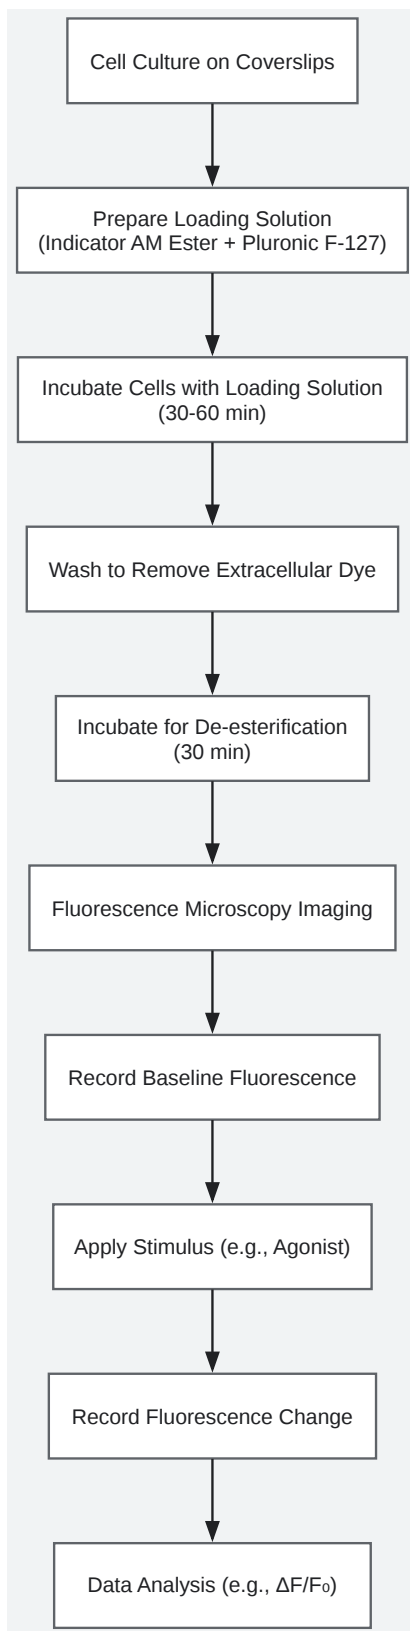 Cell Culture on Coverslips
Prepare Loading Solution
(Indicator AM Ester + Pluronic F-127)
Incubate Cells with Loading Solution
(30-60 min)
Wash to Remove Extracellular Dye
Incubate for De-esterification
(30 min)
Fluorescence Microscopy Imaging
Record Baseline Fluorescence
Apply Stimulus (e.g., Agonist)
Record Fluorescence Change
Data Analysis (e.g., ΔF/F₀)